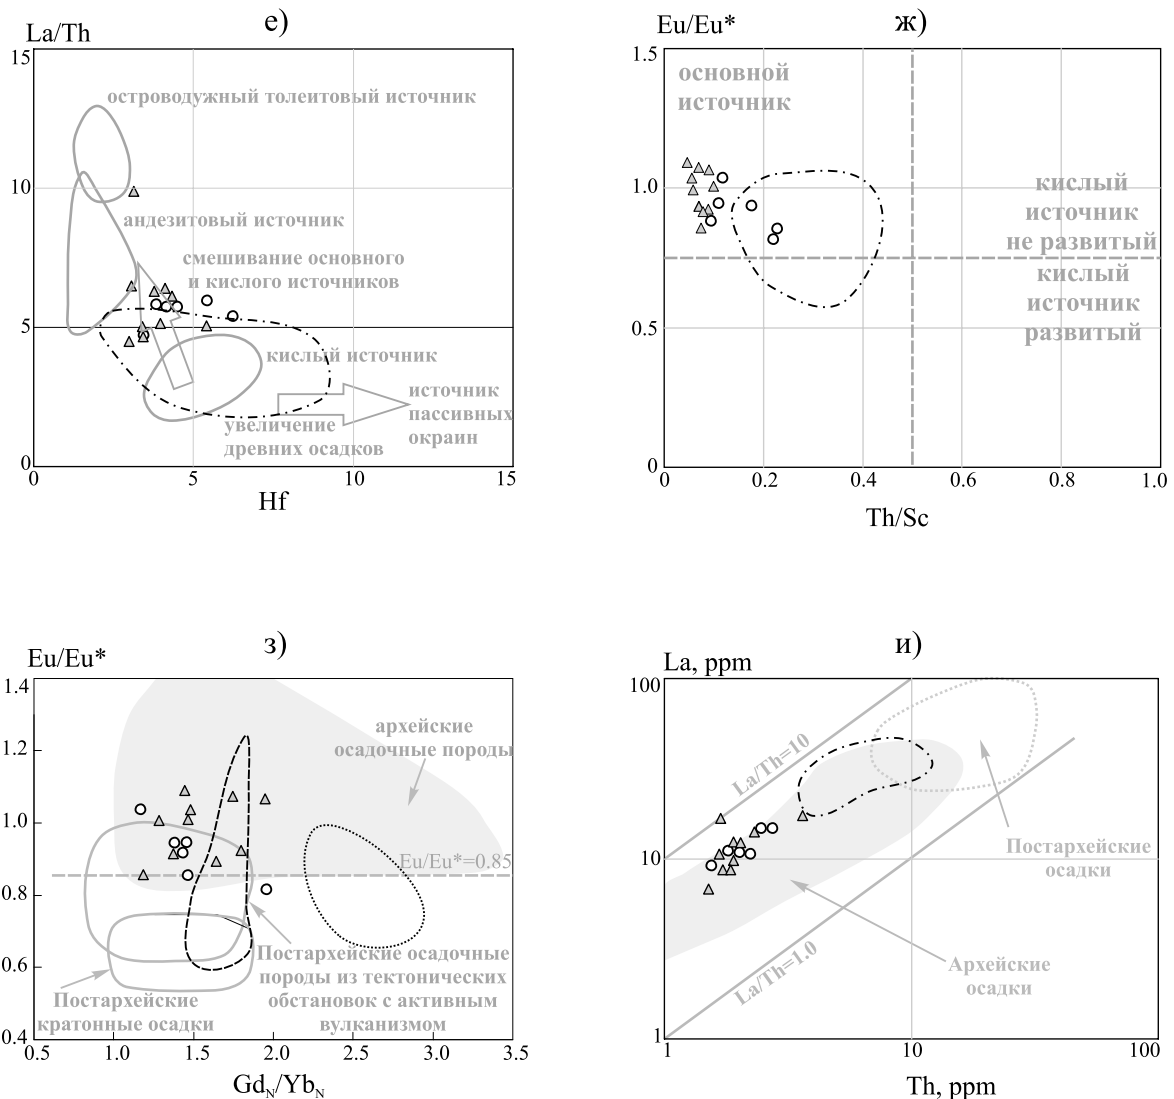 е)
La/Th
15
островодужный толеитовый источник
10
андезитовый источник
смешивание основного
и кислого источников
5
кислый источник
источник
пассивных
окраин
увеличение
древних осадков
0
0
5
10
15
Hf
ж)
Eu/Eu*
1.5
основной
источник
1.0
кислый
источник
не развитый
кислый
источник
развитый
0.5
0
0
0.2
0.4
0.6
0.8
1.0
Th/Sc
з)
Eu/Eu*
1.4
архейские
осадочные породы
1.2
1.0
Eu/Eu*=0.85
0.8
Постархейские осадочные
породы из тектонических
обстановок с активным
вулканизмом
0.6
Постархейские
кратонные осадки
0.4
0.5
1.0
1.5
2.0
2.5
3.0
3.5
GdN/YbN
и)
La, ppm
100
La/Th=10
Постархейские
осадки
10
Архейские
осадки
La/Th=1.0
1
1
10
100
Th, ppm